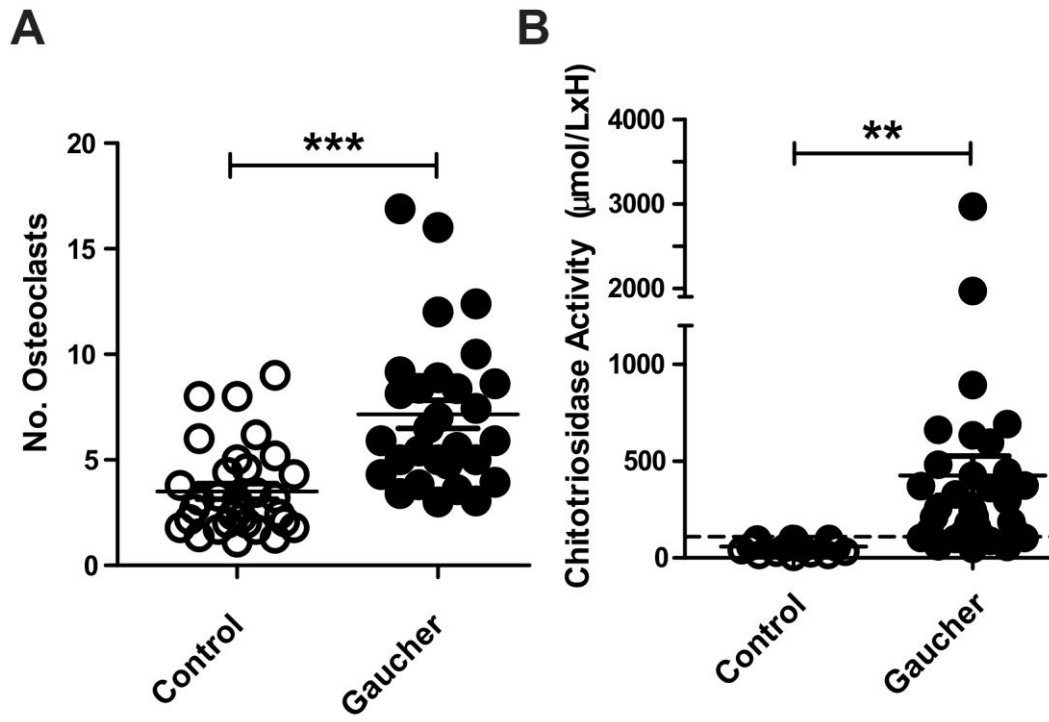 A
No. Osteoclasts
20
15
10
5
0
***
Control
Gaucher
B
Chitotriosidase Activity (μmol/LxH)
4000
3000
2000
1000
500
0
**
Control
Gaucher